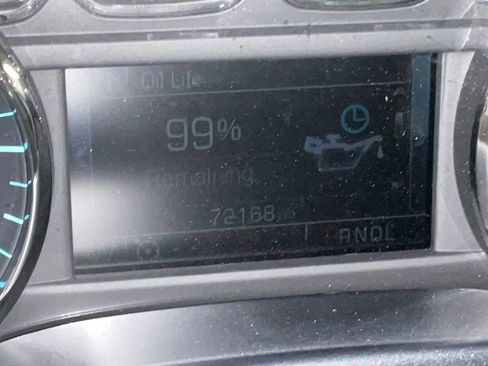 Oil Life
99%
Remaining
72168
RNDL